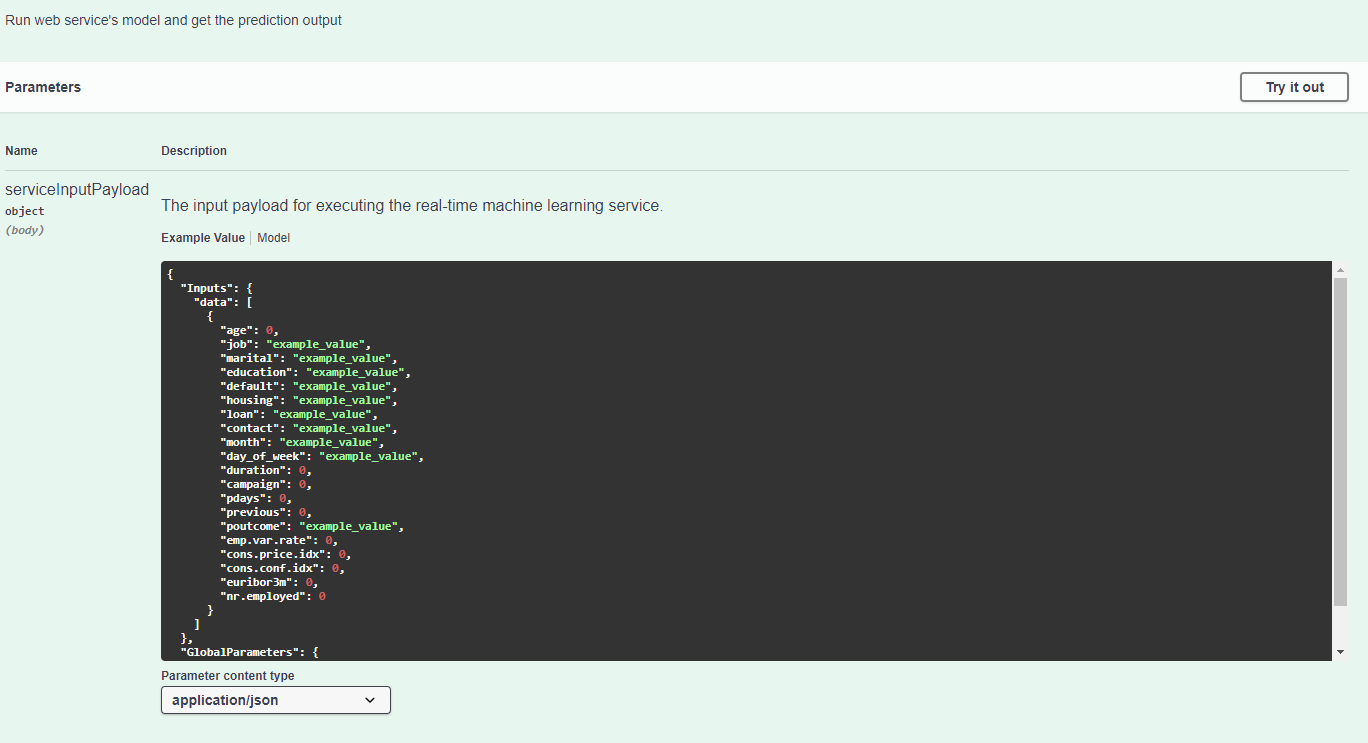 Run web service's model and get the prediction output
Parameters
Try it out
Name Description
serviceInputPayload
object
(body)
The input payload for executing the real-time machine learning service.
Example Value Model
{
"Inputs": {
"data": [
{
"age": 0,
"job": "example_value",
"marital": "example_value",
"education": "example_value",
"default": "example_value",
"housing": "example_value",
"loan": "example_value",
"contact": "example_value",
"month": "example_value",
"day_of_week": "example_value",
"duration": 0,
"campaign": 0,
"pdays": 0,
"previous": 0,
"poutcome": "example_value",
"emp.var.rate": 0,
"cons.price.idx": 0,
"cons.conf.idx": 0,
"euribor3m": 0,
"nr.employed": 0
}
]
},
"GlobalParameters": {
Parameter content type
application/json